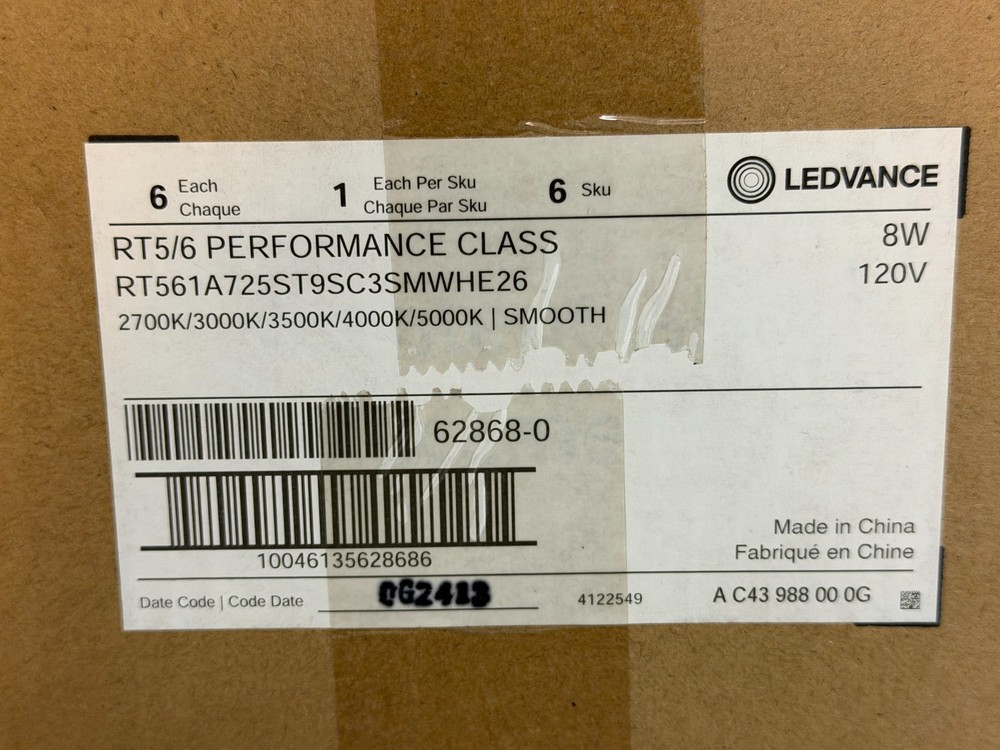 6 Each Chaque 1 Each Per Sku Chaque Par Sku 6 Sku LEDVANCE
RT5/6 PERFORMANCE CLASS 8W
RT561A725ST9SC3SMWHE26 120V
2700K/3000K/3500K/4000K/5000K | SMOOTH
62868-0
Made in China
Fabriqué en Chine
10046135628686
Date Code | Code Date 062413 4122549 A C43 988 00 0G